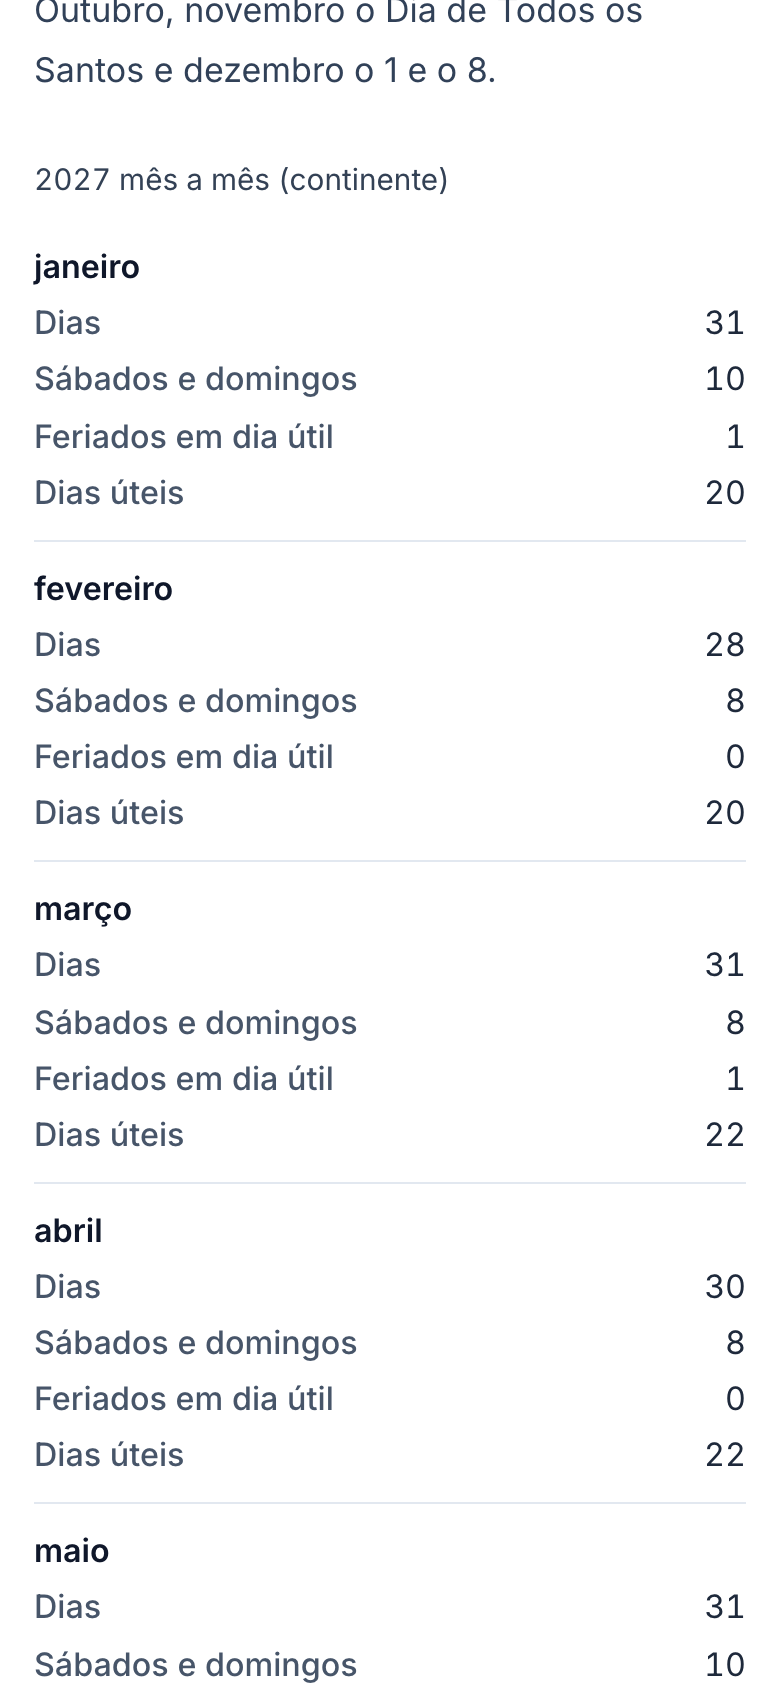 Outubro, novembro o Dia de Todos os
Santos e dezembro o 1 e o 8.
2027 mês a mês (continente)
janeiro
Dias 31
Sábados e domingos 10
Feriados em dia útil 1
Dias úteis 20
fevereiro
Dias 28
Sábados e domingos 8
Feriados em dia útil 0
Dias úteis 20
março
Dias 31
Sábados e domingos 8
Feriados em dia útil 1
Dias úteis 22
abril
Dias 30
Sábados e domingos 8
Feriados em dia útil 0
Dias úteis 22
maio
Dias 31
Sábados e domingos 10